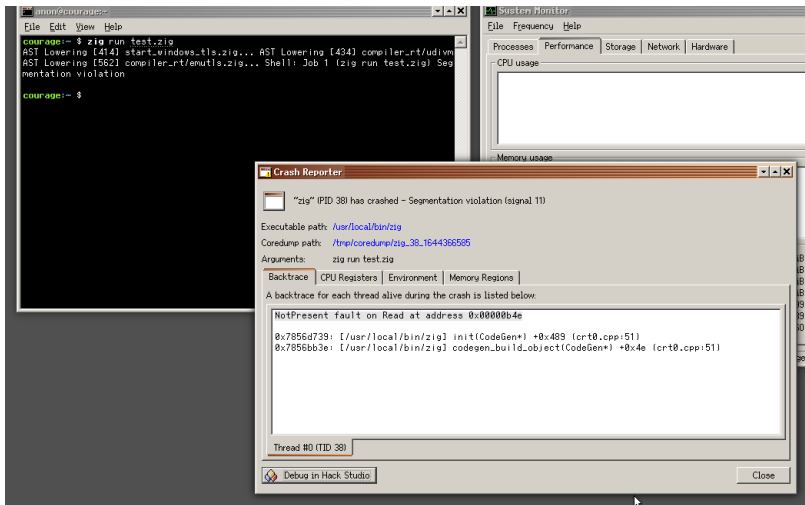 anon@courage:~
File Edit View Help
courage:~ $ zig run test.zig
AST Lowering [414] start_windows_tls.zig... AST Lowering [434] compiler_rt/udivm
AST Lowering [562] compiler_rt/emutls.zig... Shell: Job 1 (zig run test.zig) Seg
mentation violation
courage:~ $
System Monitor
File Frequency Help
Processes Performance Storage Network Hardware
CPU usage
Memory usage
Crash Reporter
"zig" (PID 38) has crashed - Segmentation violation (signal 11)
Executable path: /usr/local/bin/zig
Coredump path: /tmp/coredump/zig_38_1644366585
Arguments: zig run test.zig
Backtrace CPU Registers Environment Memory Regions
A backtrace for each thread alive during the crash is listed below:
NotPresent fault on Read at address 0x00000b4e
0x7856d739: [/usr/local/bin/zig] init(CodeGen*) +0x489 (crt0.cpp:51)
0x7856bb3e: [/usr/local/bin/zig] codegen_build_object(CodeGen*) +0x4e (crt0.cpp:51)
Thread #0 (TID 38)
Debug in Hack Studio
Close